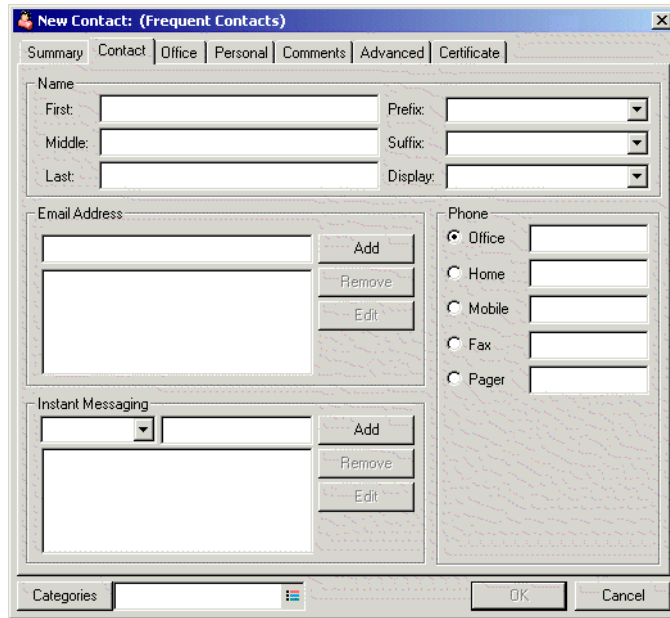 New Contact: (Frequent Contacts)
Summary Contact Office Personal Comments Advanced Certificate
Name
First: Prefix:
Middle: Suffix:
Last: Display:
Email Address
Add
Remove
Edit
Phone
Office
Home
Mobile
Fax
Pager
Instant Messaging
Add
Remove
Edit
Categories OK Cancel